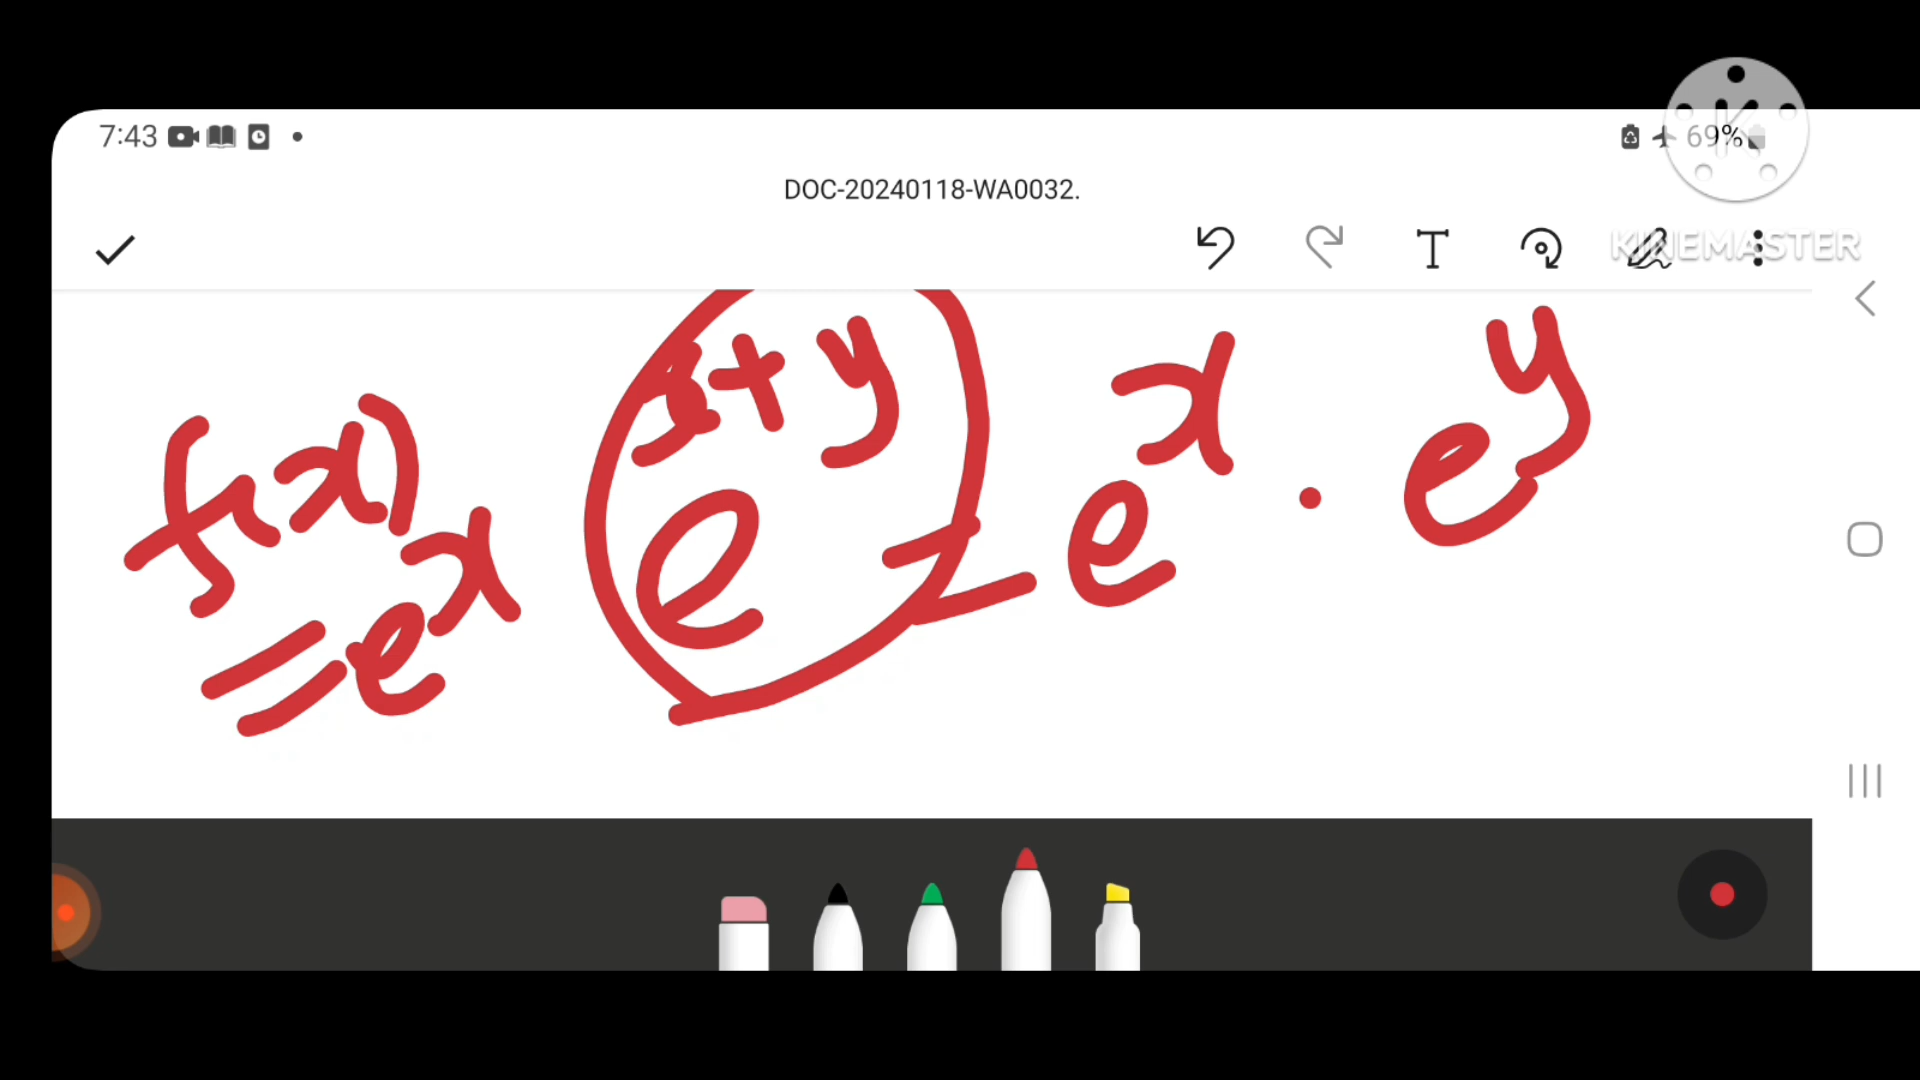 7:43
69%
KINEMASTER
DOC-20240118-WA0032.
f(x)
=e^x
e^{x+y} = e^x . e^y